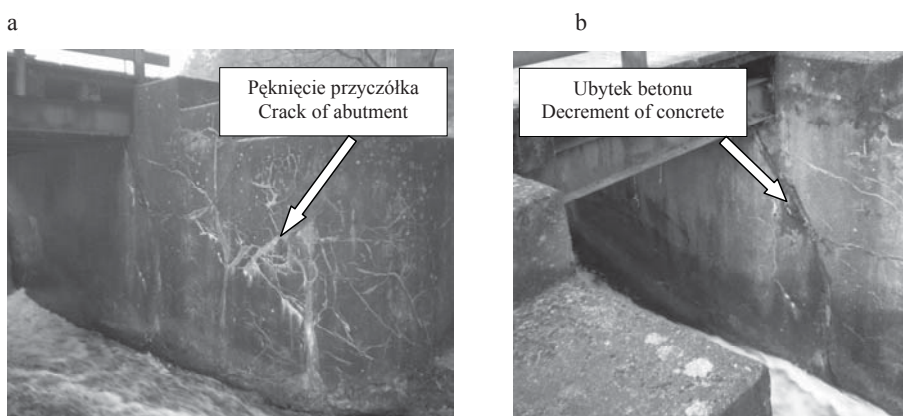 a
b
Pęknięcie przyczółka
Crack of abutment
Ubytek betonu
Decrement of concrete